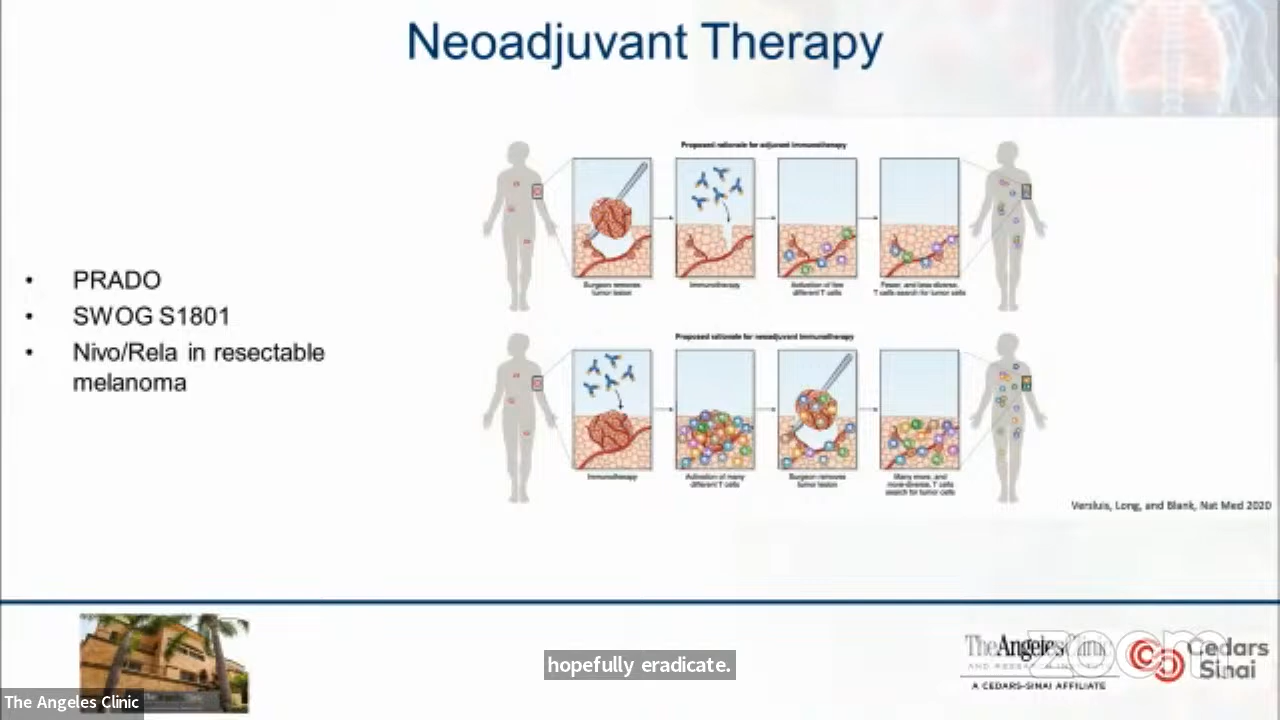 Neoadjuvant Therapy
• PRADO
• SWOG S1801
• Nivo/Rela in resectable
melanoma
Proposed rationale for adjuvant immunotherapy
Surgeon removes
tumor lesion
Immunotherapy
Activation of few
different T cells
Fewer, and less diverse,
T cells search for tumor cells
Proposed rationale for neoadjuvant immunotherapy
Immunotherapy
Activation of many
different T cells
Surgeon removes
tumor lesion
Many more, and
more diverse, T cells
search for tumor cells
Versluis, Long, and Blank, Nat Med 2020
hopefully eradicate.
The Angeles Clinic
The Angeles Clinic
A CEDARS-SINAI AFFILIATE
zoom
Cedars
Sinai